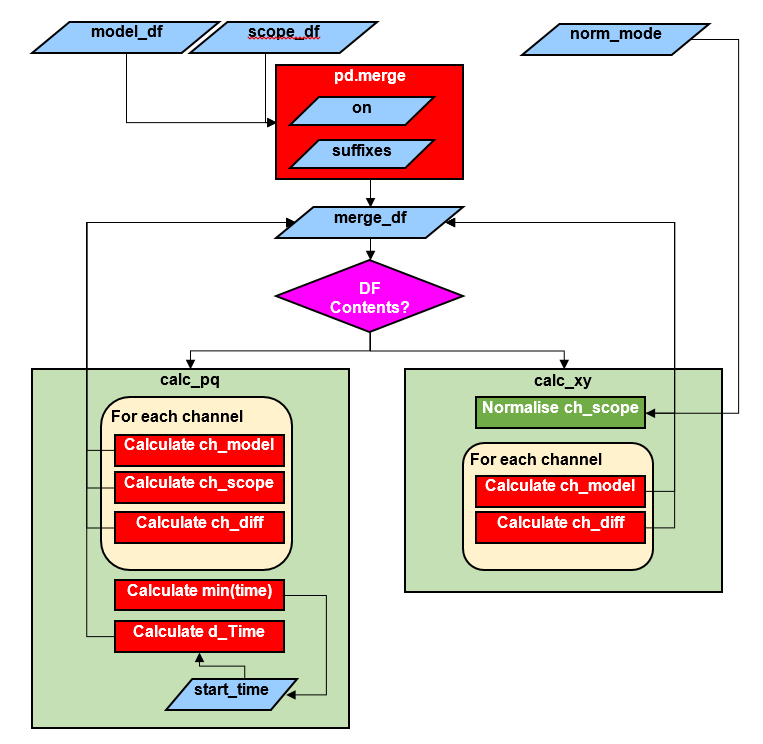 model_df
scope_df
norm_mode
pd.merge
on
suffixes
merge_df
DF
Contents?
calc_pq
For each channel
Calculate ch_model
Calculate ch_scope
Calculate ch_diff
Calculate min(time)
Calculate d_Time
start_time
calc_xy
Normalise ch_scope
For each channel
Calculate ch_model
Calculate ch_diff